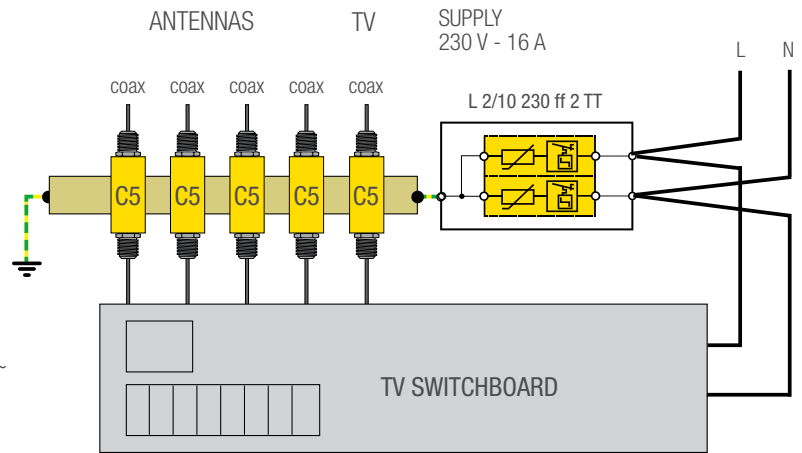 ANTENNAS
TV
SUPPLY
230 V - 16 A
L
N
coax
coax
coax
coax
coax
L 2/10 230 ff 2 TT
C5
C5
C5
C5
C5
TV SWITCHBOARD
~